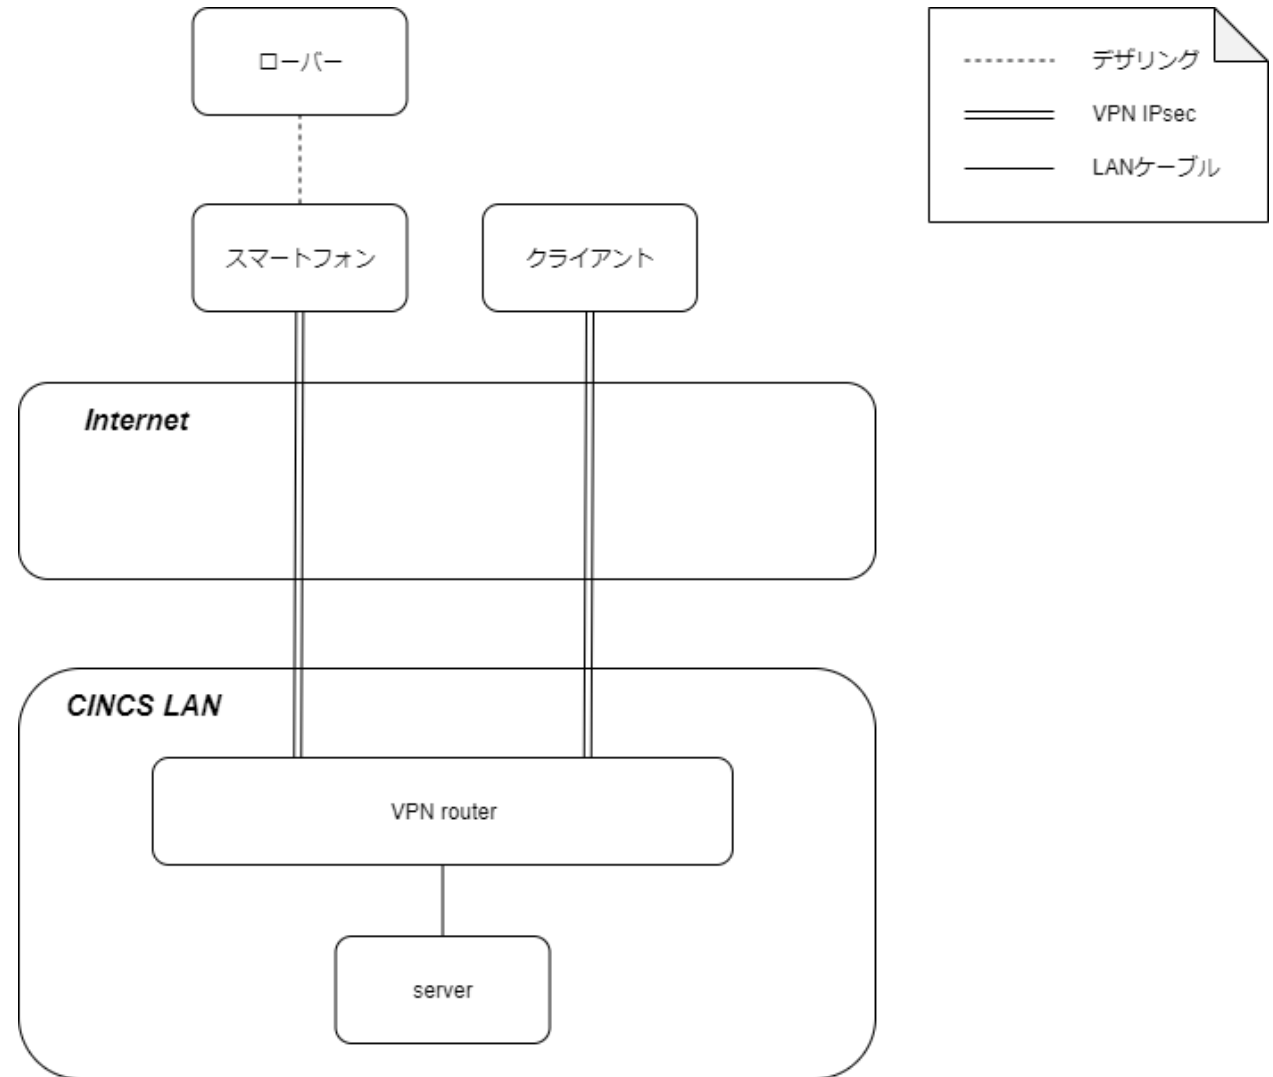 ローバー
デザリング
VPN IPsec
LANケーブル
スマートフォン
クライアント
Internet
CINCS LAN
VPN router
server